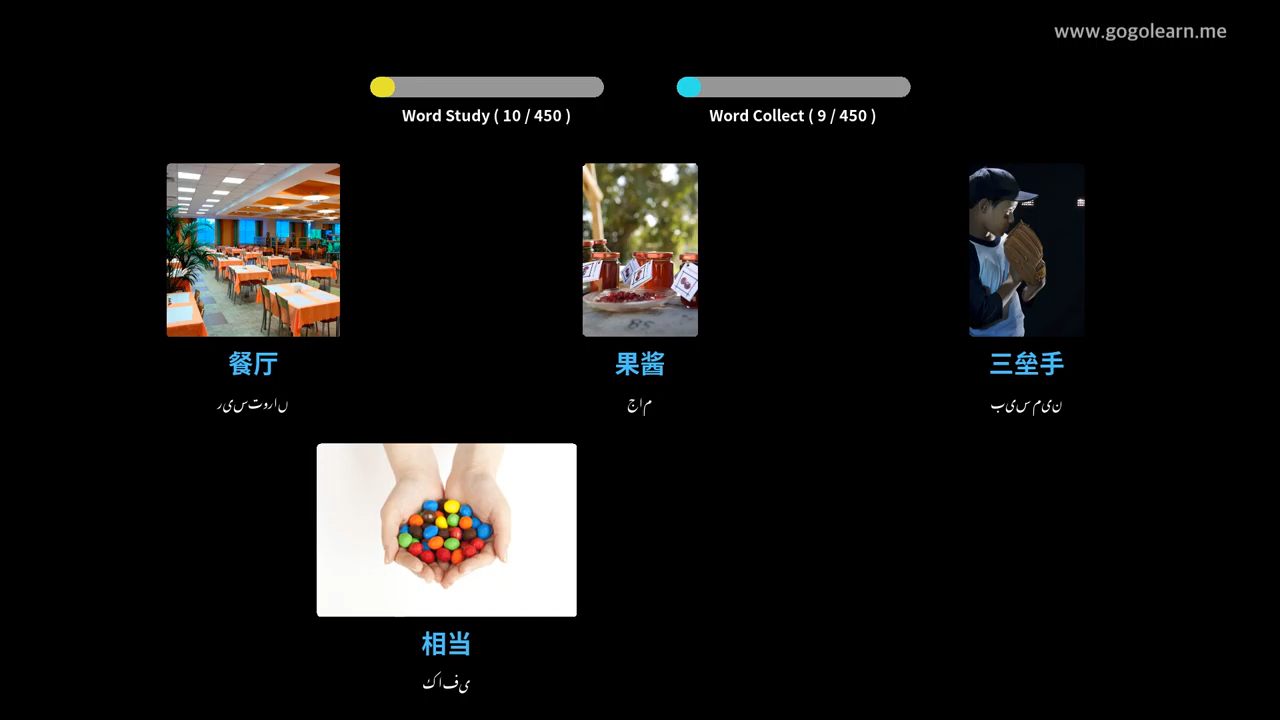 www.gogolearn.me
Word Study ( 10 / 450 )
Word Collect ( 9 / 450 )
餐厅
果酱
三垒手
ریستوراں
جام
بیس مین
相当
کافی